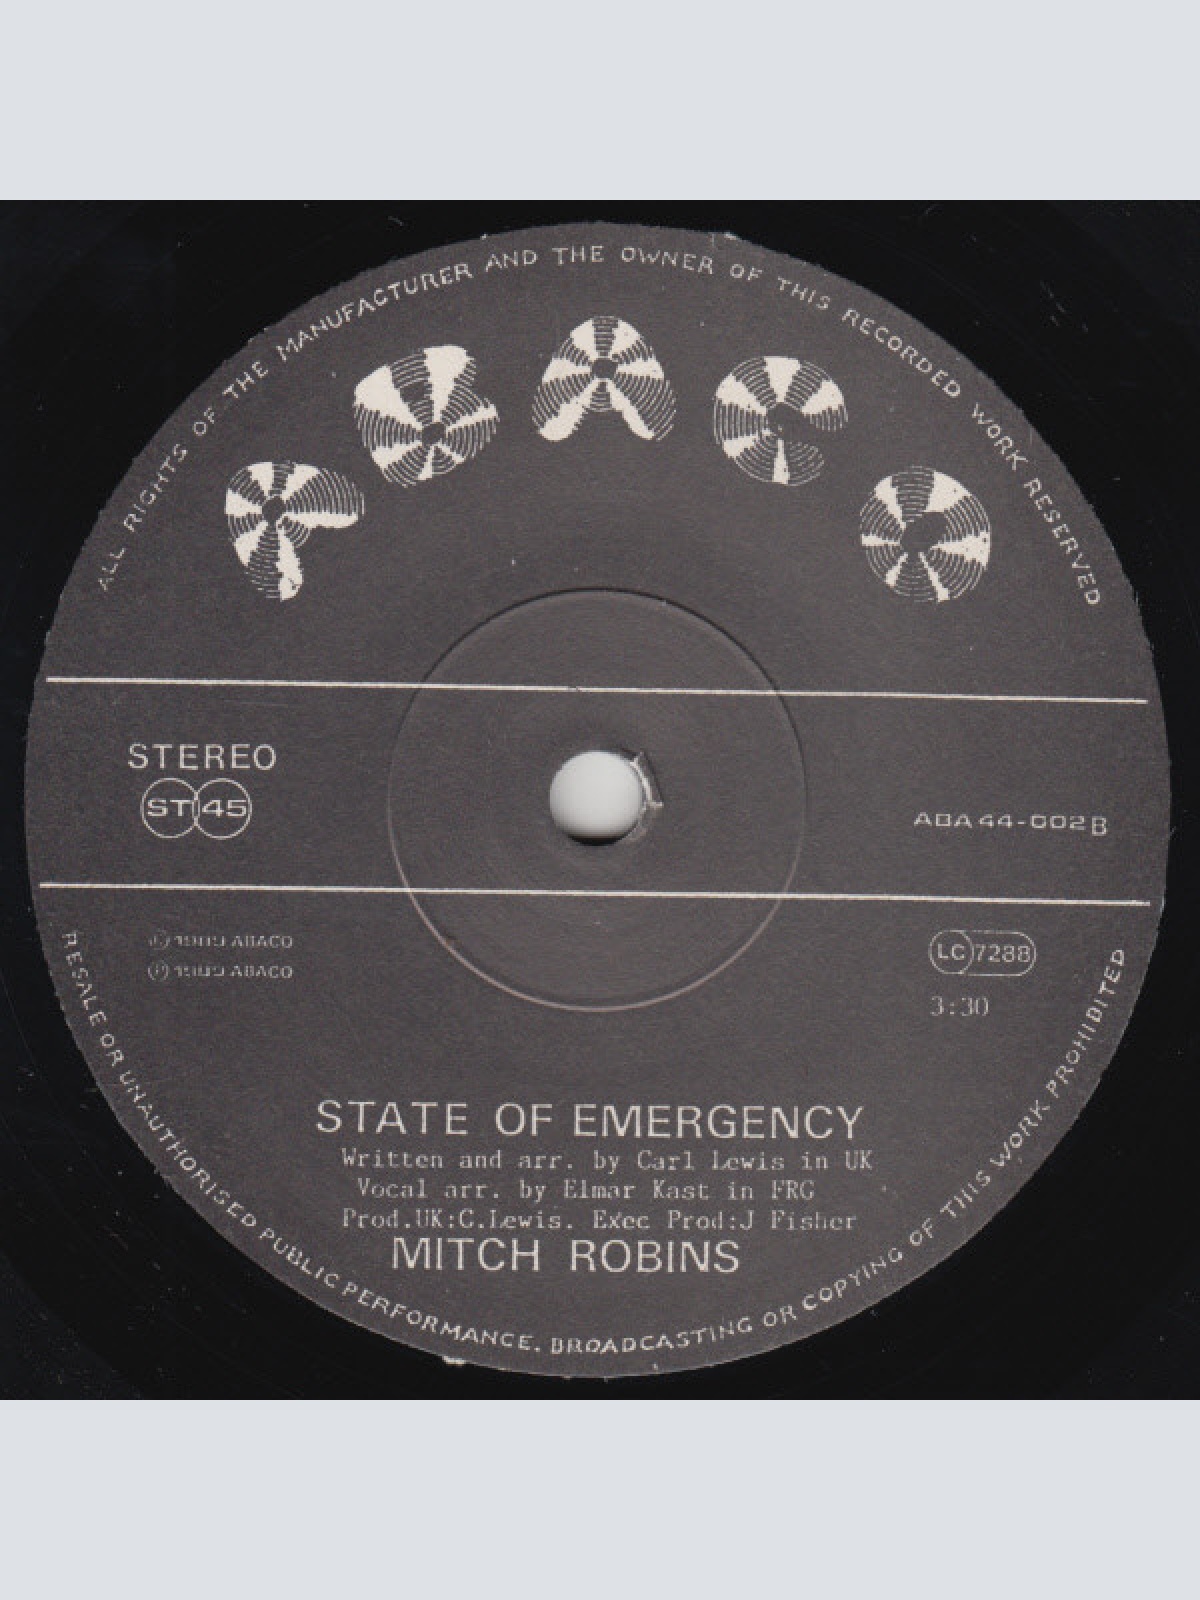 ALL RIGHTS OF THE MANUFACTURER AND THE OWNER OF THIS RECORDED WORK RESERVED
ABACO
STEREO
ST 45
ABA 44-002 B
© 1989 ABACO
℗ 1989 ABACO
LC 7288
3:30
STATE OF EMERGENCY
Written and arr. by Carl Lewis in UK
Vocal arr. by Elmar Kast in FRG
Prod.UK:C.Lewis. Exec Prod:J Fisher
MITCH ROBINS
RESALE OR UNAUTHORISED PUBLIC PERFORMANCE, BROADCASTING OR COPYING OF THIS WORK PROHIBITED